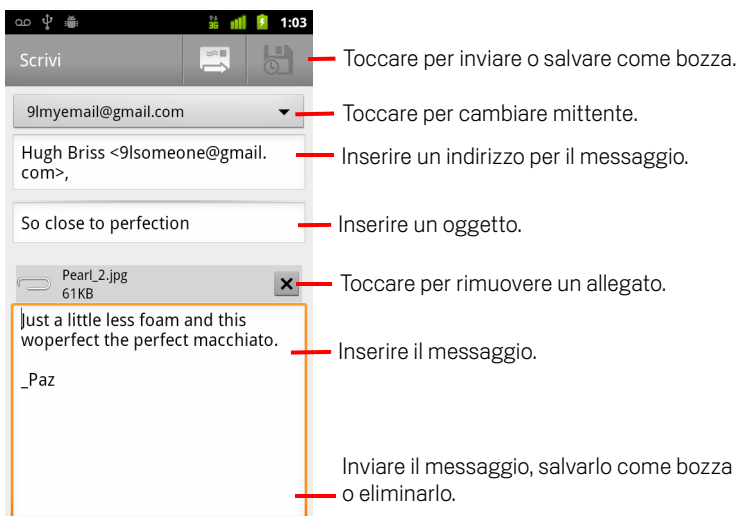 1:03
3G
Scrivi
Toccare per inviare o salvare come bozza.
9lmyemail@gmail.com
Toccare per cambiare mittente.
Hugh Briss <9lsomeone@gmail.
com>,
Inserire un indirizzo per il messaggio.
So close to perfection
Inserire un oggetto.
Pearl_2.jpg
61KB
Toccare per rimuovere un allegato.
Just a little less foam and this
woperfect the perfect macchiato.
Inserire il messaggio.
_Paz
Inviare il messaggio, salvarlo come bozza
o eliminarlo.